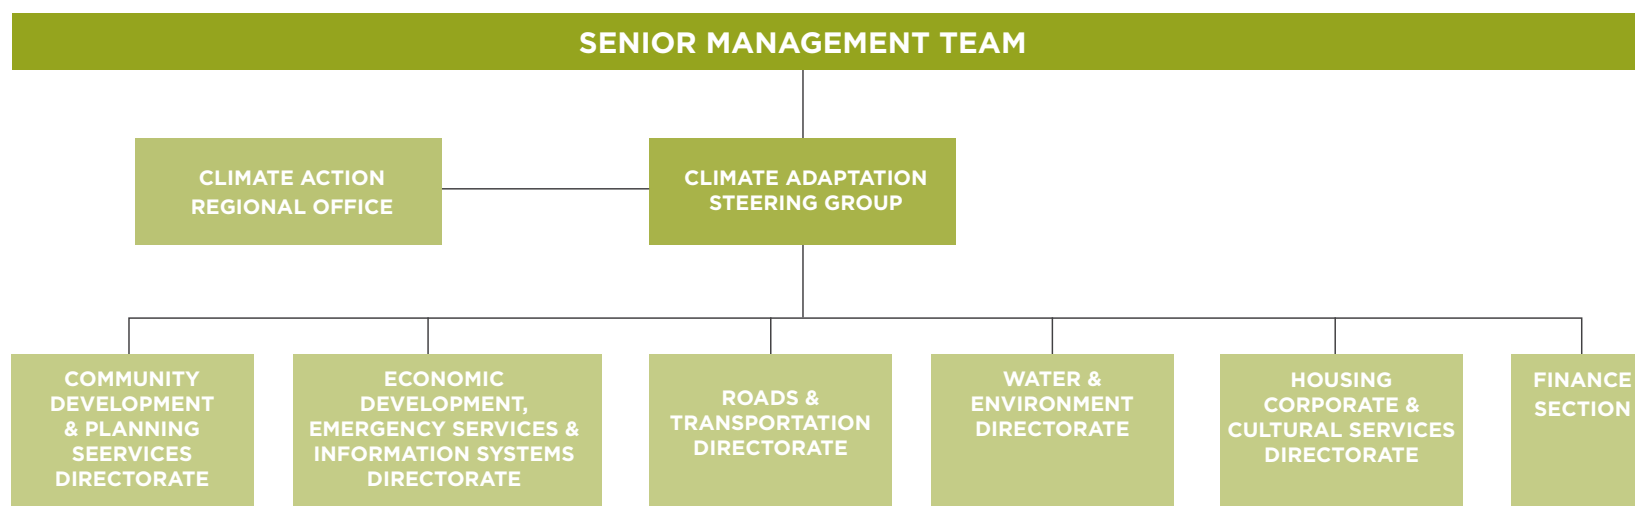 SENIOR MANAGEMENT TEAM
CLIMATE ACTION
REGIONAL OFFICE
CLIMATE ADAPTATION
STEERING GROUP
COMMUNITY
DEVELOPMENT
& PLANNING
SEERVICES
DIRECTORATE
ECONOMIC
DEVELOPMENT,
EMERGENCY SERVICES &
INFORMATION SYSTEMS
DIRECTORATE
ROADS &
TRANSPORTATION
DIRECTORATE
WATER &
ENVIRONMENT
DIRECTORATE
HOUSING
CORPORATE &
CULTURAL SERVICES
DIRECTORATE
FINANCE
SECTION